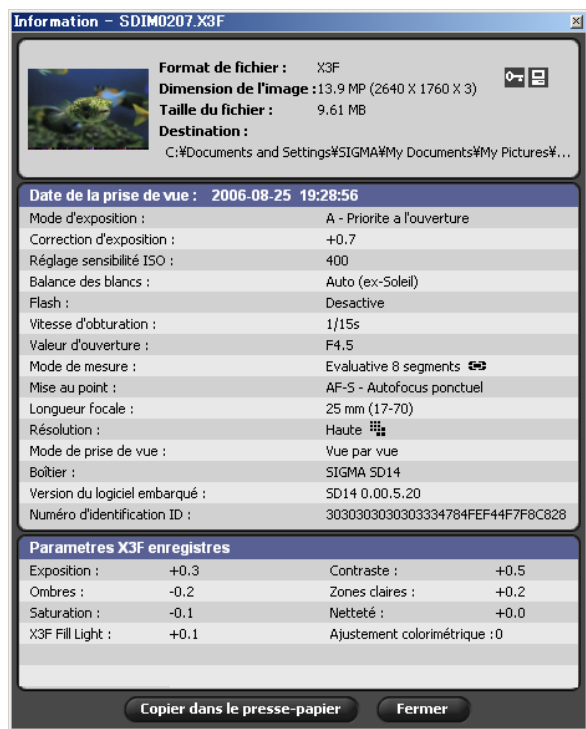 Information - SDIM0207.X3F
Format de fichier : X3F
Dimension de l'image :13.9 MP (2640 X 1760 X 3)
Taille du fichier : 9.61 MB
Destination :
C:¥Documents and Settings¥SIGMA¥My Documents¥My Pictures¥...
Date de la prise de vue : 2006-08-25 19:28:56
Mode d'exposition : A - Priorite a l'ouverture
Correction d'exposition : +0.7
Réglage sensibilité ISO : 400
Balance des blancs : Auto (ex-Soleil)
Flash : Desactive
Vitesse d'obturation : 1/15s
Valeur d'ouverture : F4.5
Mode de mesure : Evaluative 8 segments
Mise au point : AF-S - Autofocus ponctuel
Longueur focale : 25 mm (17-70)
Résolution : Haute
Mode de prise de vue : Vue par vue
Boîtier : SIGMA SD14
Version du logiciel embarqué : SD14 0.00.5.20
Numéro d'identification ID : 3030303030303334784FEF44F7F8C828
Parametres X3F enregistres
Exposition : +0.3 Contraste : +0.5
Ombres : -0.2 Zones claires : +0.2
Saturation : -0.1 Netteté : +0.0
X3F Fill Light : +0.1 Ajustement colorimétrique :0
Copier dans le presse-papier Fermer